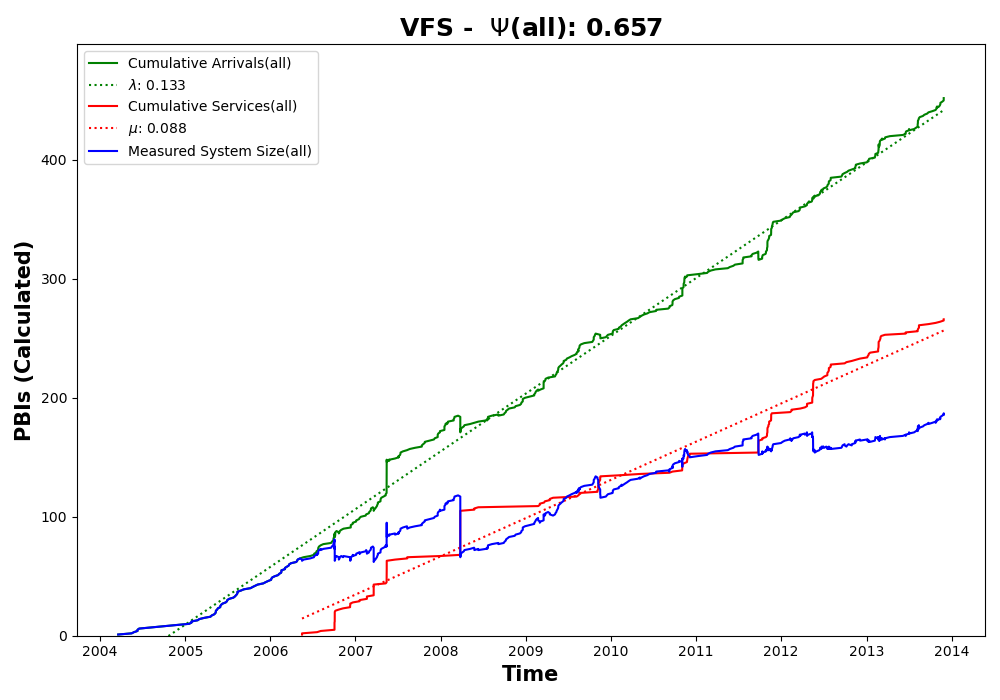 VFS - Ψ(all): 0.657
Cumulative Arrivals(all)
λ: 0.133
Cumulative Services(all)
μ: 0.088
Measured System Size(all)
PBIs (Calculated)
400
300
200
100
0
2004 2005 2006 2007 2008 2009 2010 2011 2012 2013 2014
Time